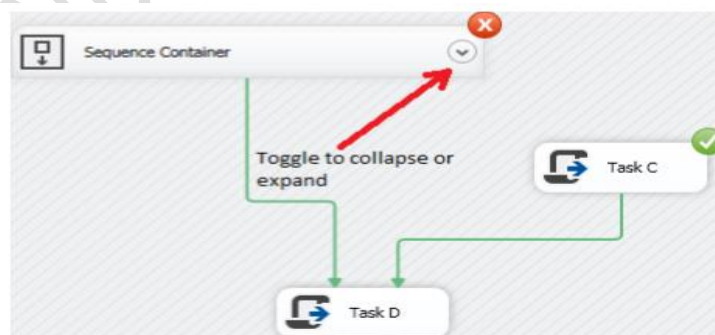 Sequence Container
Toggle to collapse or
expand
Task C
Task D